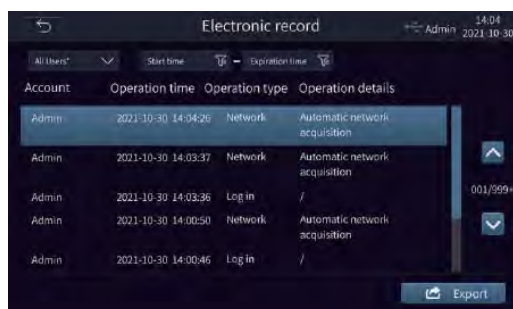 Electronic record
Admin
14:04
2021-10-30
All Users*
Start time – Expiration time
Account Operation time Operation type Operation details
Admin 2021-10-30 14:04:26 Network Automatic network
acquisition
Admin 2021-10-30 14:03:37 Network Automatic network
acquisition
Admin 2021-10-30 14:03:36 Log in /
Admin 2021-10-30 14:00:50 Network Automatic network
acquisition
Admin 2021-10-30 14:00:46 Log in /
001/999+
Export